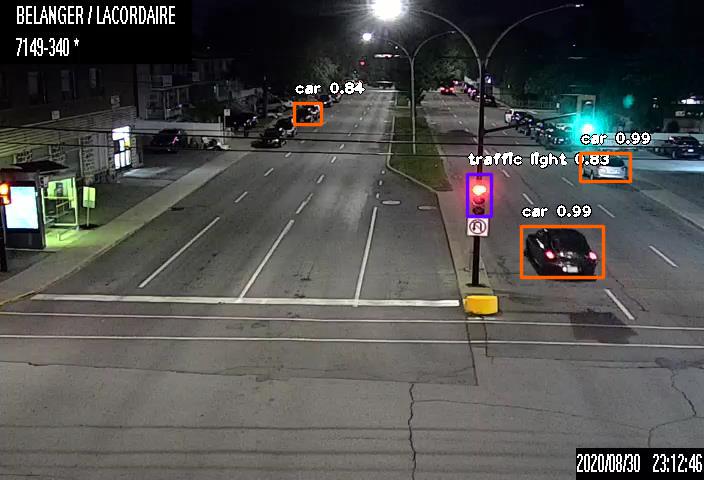 BELANGER / LACORDAIRE
7149-340 *
car 0.84
car 0.99
traffic light 0.83
car 0.99
2020/08/30 23:12:46